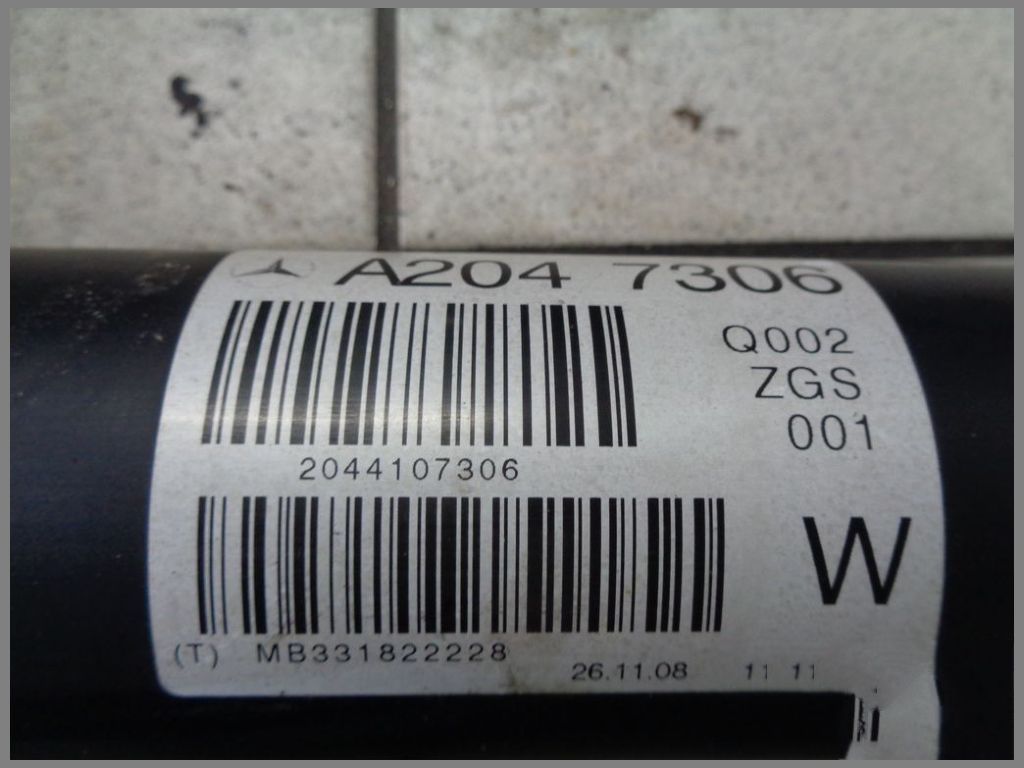 A204 7306
Q002
ZGS
001
2044107306
W
(T) MB331822228
26.11.08 11 11